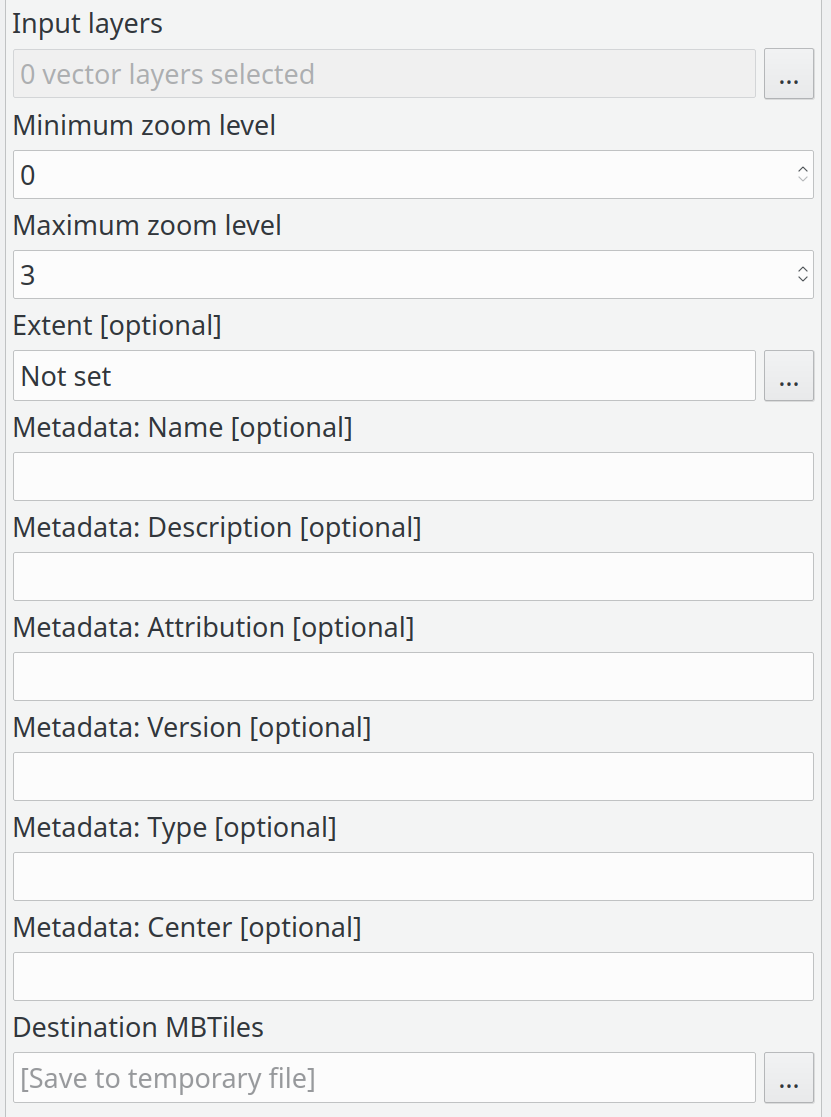 Input layers
0 vector layers selected
...
Minimum zoom level
0
Maximum zoom level
3
Extent [optional]
Not set
...
Metadata: Name [optional]
Metadata: Description [optional]
Metadata: Attribution [optional]
Metadata: Version [optional]
Metadata: Type [optional]
Metadata: Center [optional]
Destination MBTiles
[Save to temporary file]
...